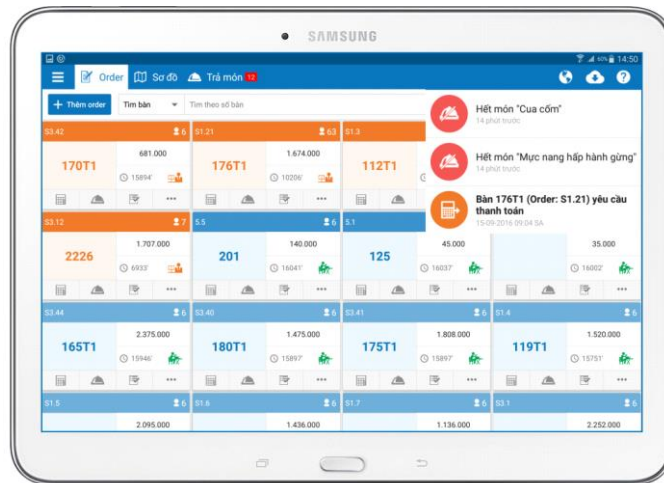 SAMSUNG
60% 14:50
Order Sơ đồ Trả món 12
+ Thêm order Tìm bàn Tìm theo số bàn
Hết món "Cua cốm"
14 phút trước
Hết món "Mực nang hấp hành gừng"
14 phút trước
Bàn 176T1 (Order: S1.21) yêu cầu
thanh toán
15-09-2016 09:04 SA
S3.42 6 S1.21 63 S1.3
170T1 681.000 15894' 176T1 1.674.000 10206' 112T1
S3.12 7 S.5 6 S.1
2226 1.707.000 6933' 201 140.000 16041' 125 45.000 16037' 35.000 16002'
S3.44 6 S3.40 6 S3.41 6 S1.4 6
165T1 2.375.000 15946' 180T1 1.475.000 15897' 175T1 1.808.000 15897' 119T1 1.520.000 15751'
S1.5 6 S1.6 6 S1.7 6 S3.1 6
2.095.000 1.436.000 1.136.000 2.252.000